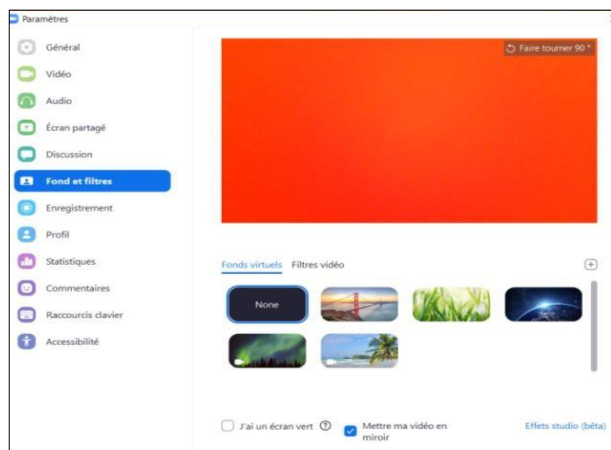 Paramètres
Général
Vidéo
Audio
Écran partagé
Discussion
Fond et filtres
Enregistrement
Profil
Statistiques
Commentaires
Raccourcis clavier
Accessibilité
Faire tourner 90 °
Fonds virtuels Filtres vidéo
None
J'ai un écran vert
Mettre ma vidéo en
miroir
Effets studio (bêta)